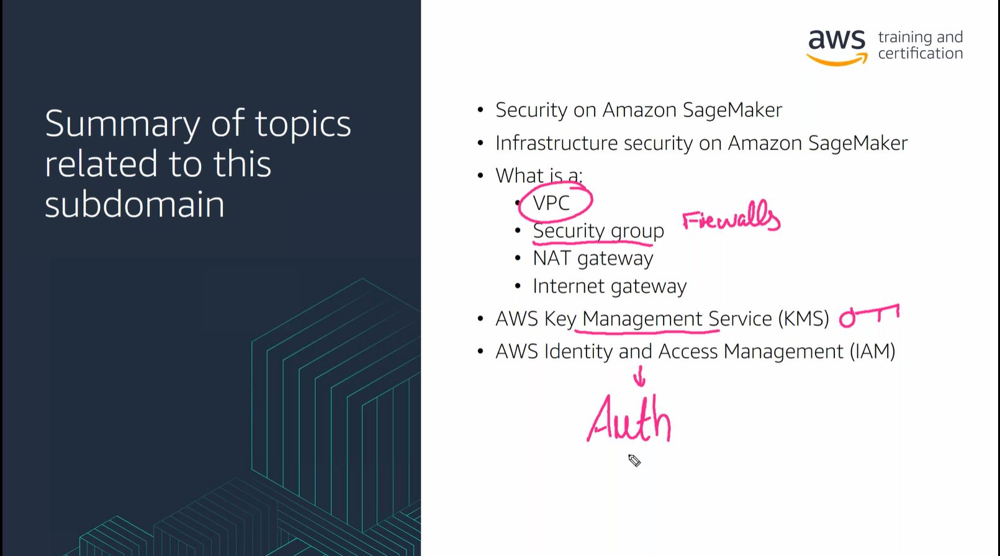 aws training and
certification
Summary of topics
related to this
subdomain
• Security on Amazon SageMaker
• Infrastructure security on Amazon SageMaker
• What is a:
• VPC
• Security group Firewalls
• NAT gateway
• Internet gateway
• AWS Key Management Service (KMS)
• AWS Identity and Access Management (IAM)
Auth